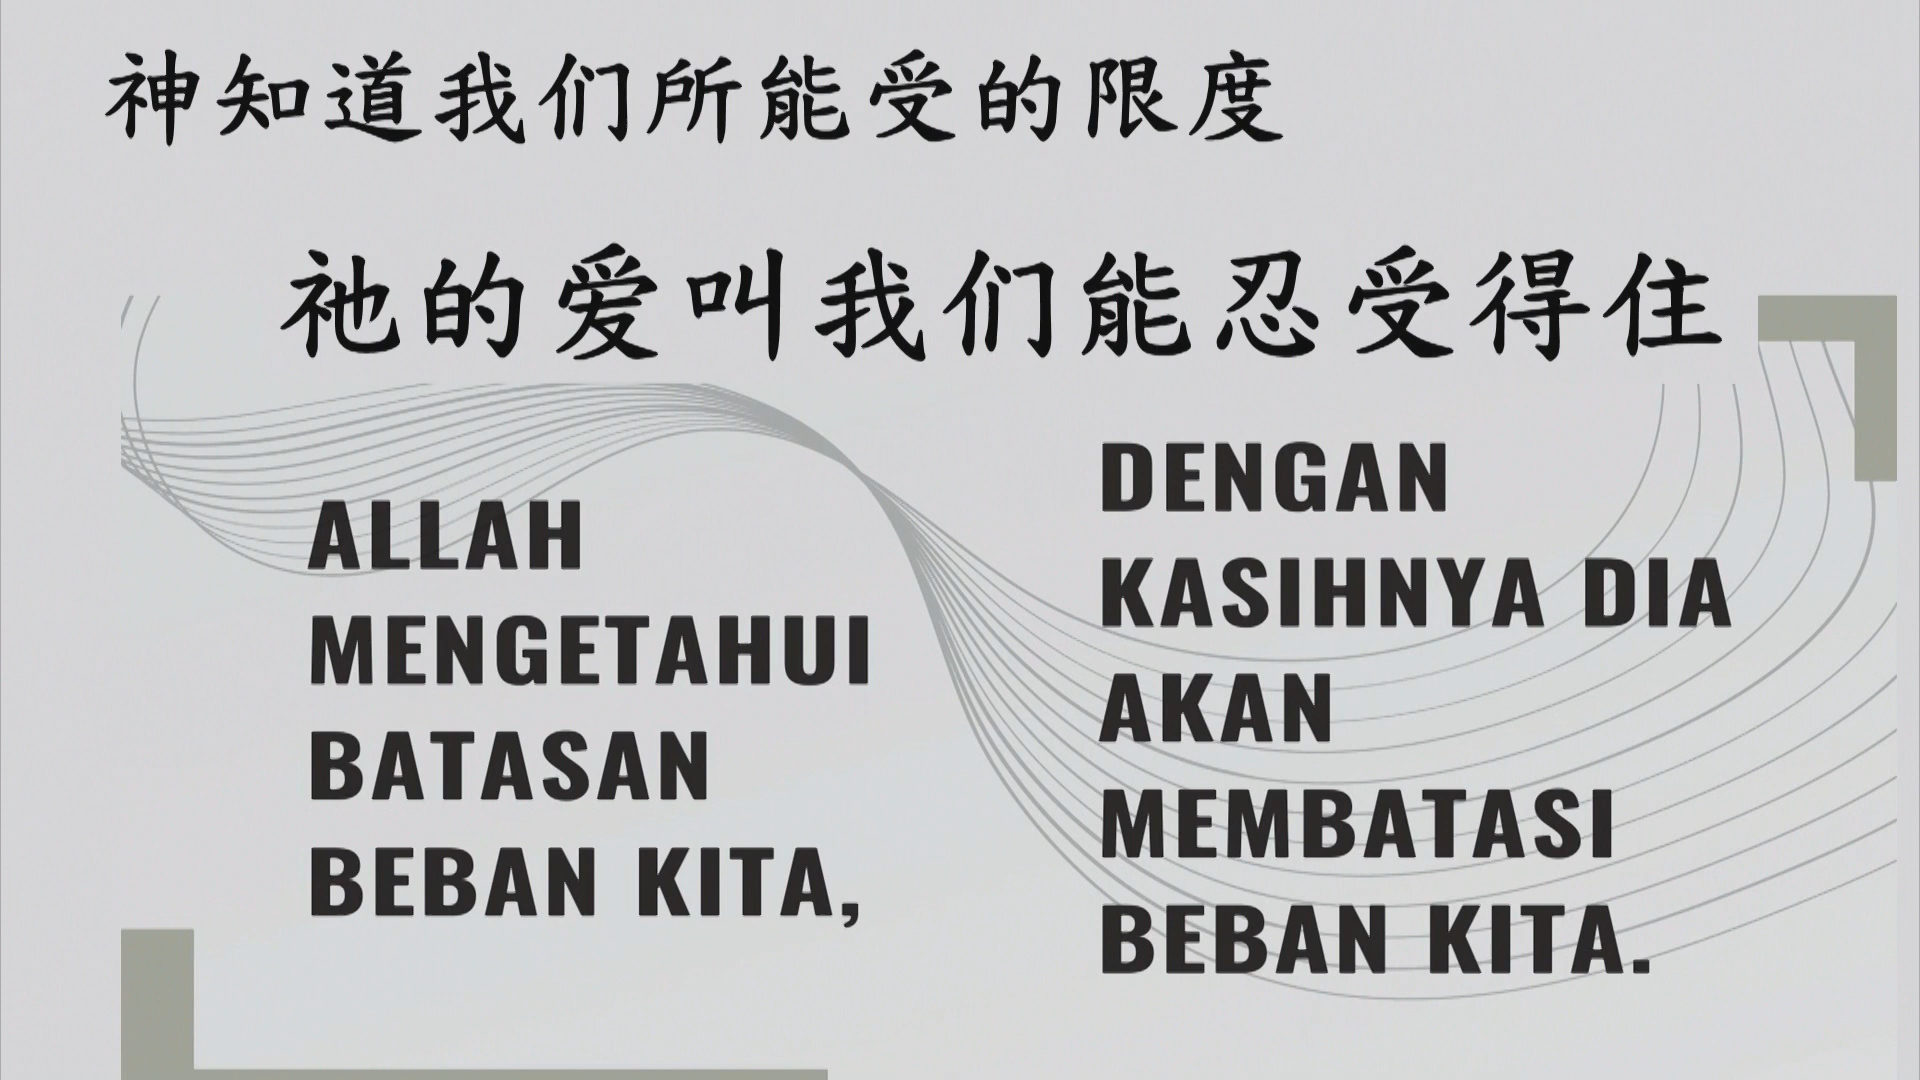 神知道我们所能受的限度
祂的爱叫我们能忍受得住
ALLAH
MENGETAHUI
BATASAN
BEBAN KITA,
DENGAN
KASIHNYA DIA
AKAN
MEMBATASI
BEBAN KITA.